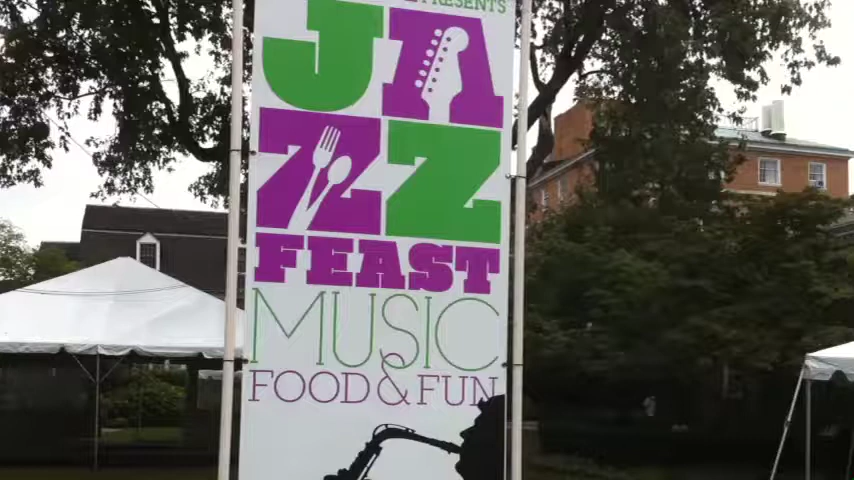 PRESENTS
JA
ZZ
FEAST
MUSIC
FOOD & FUN